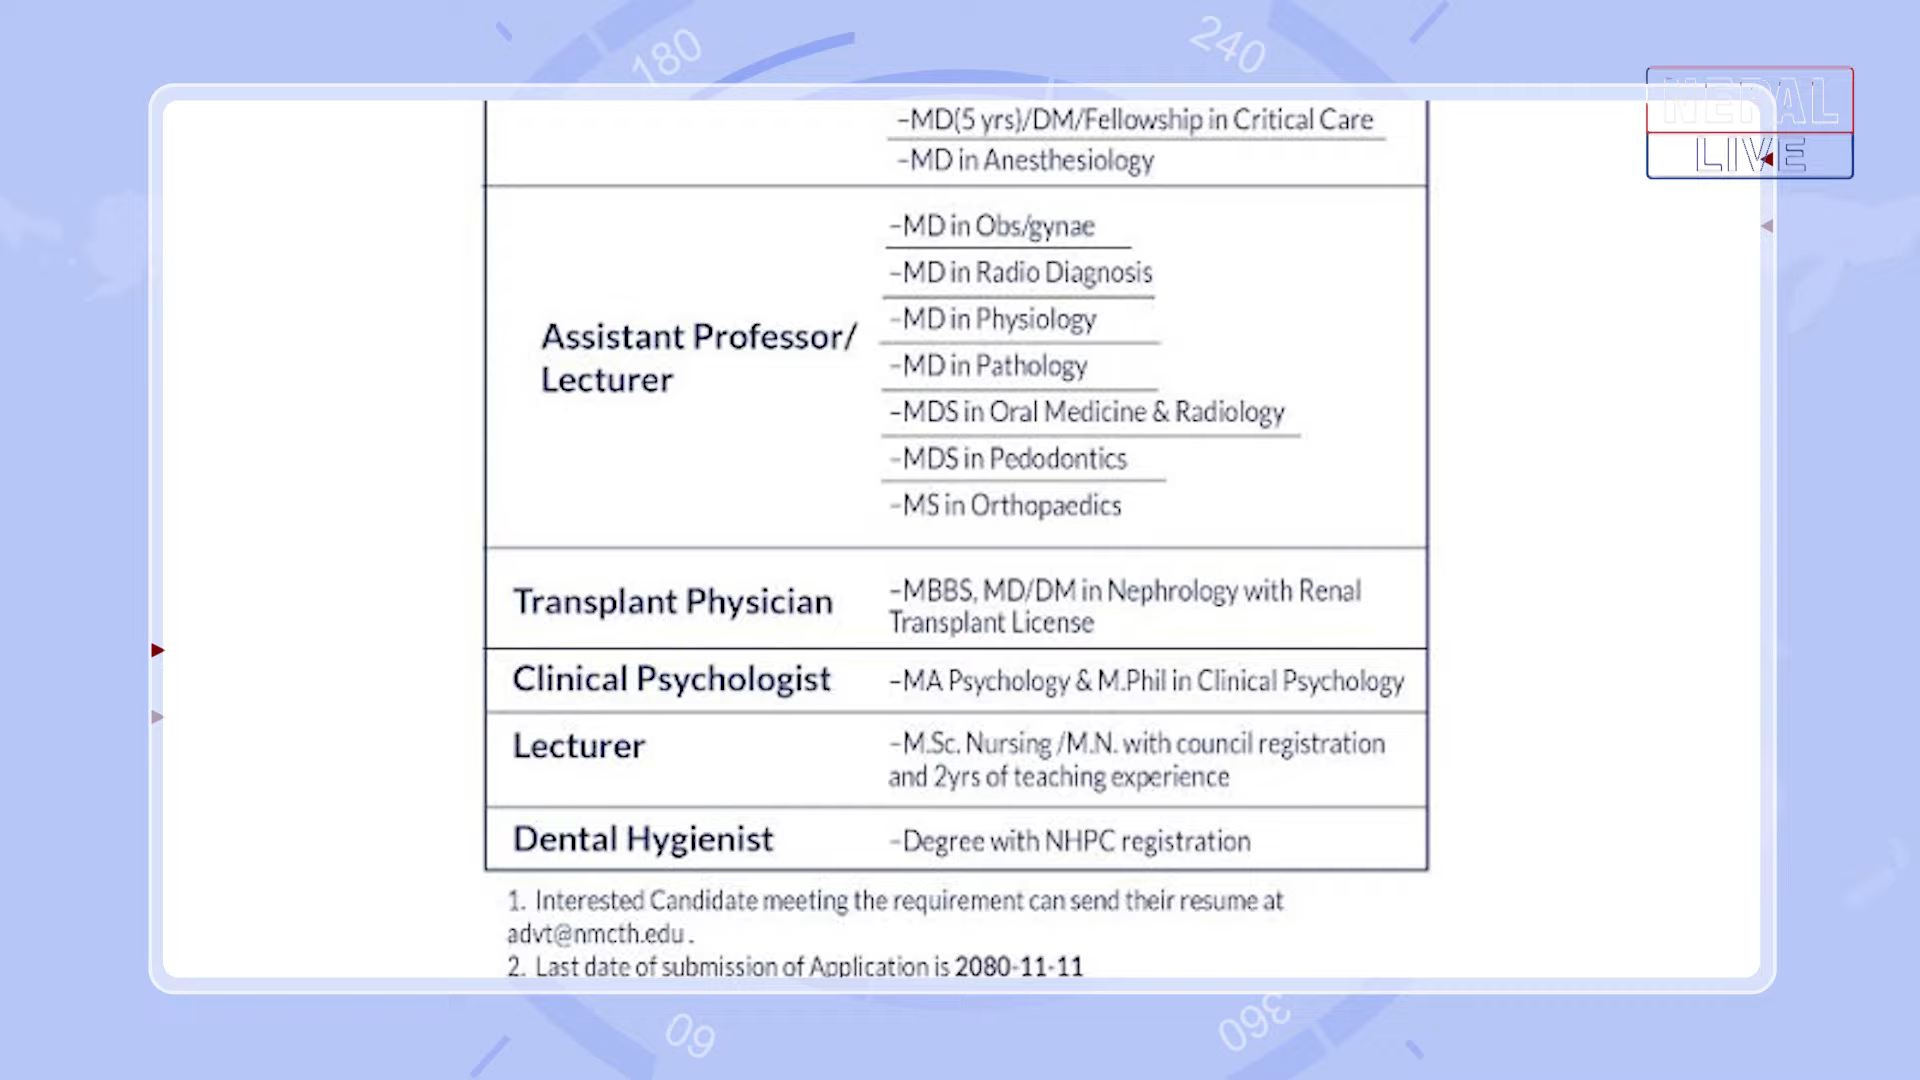 180
240
NEPAL
LIVE
–MD(5 yrs)/DM/Fellowship in Critical Care
–MD in Anesthesiology
Assistant Professor/
Lecturer
–MD in Obs/gynae
–MD in Radio Diagnosis
–MD in Physiology
–MD in Pathology
–MDS in Oral Medicine & Radiology
–MDS in Pedodontics
–MS in Orthopaedics
Transplant Physician
–MBBS, MD/DM in Nephrology with Renal
Transplant License
Clinical Psychologist
–MA Psychology & M.Phil in Clinical Psychology
Lecturer
–M.Sc. Nursing /M.N. with council registration
and 2yrs of teaching experience
Dental Hygienist
–Degree with NHPC registration
1. Interested Candidate meeting the requirement can send their resume at
advt@nmcth.edu .
2. Last date of submission of Application is 2080-11-11
60
360